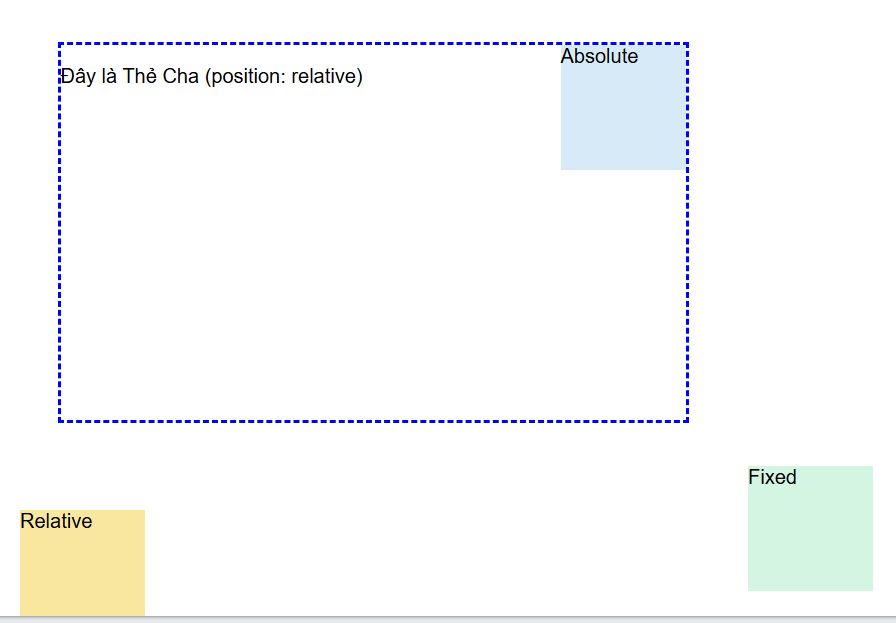 Absolute
Đây là Thẻ Cha (position: relative)
Fixed
Relative